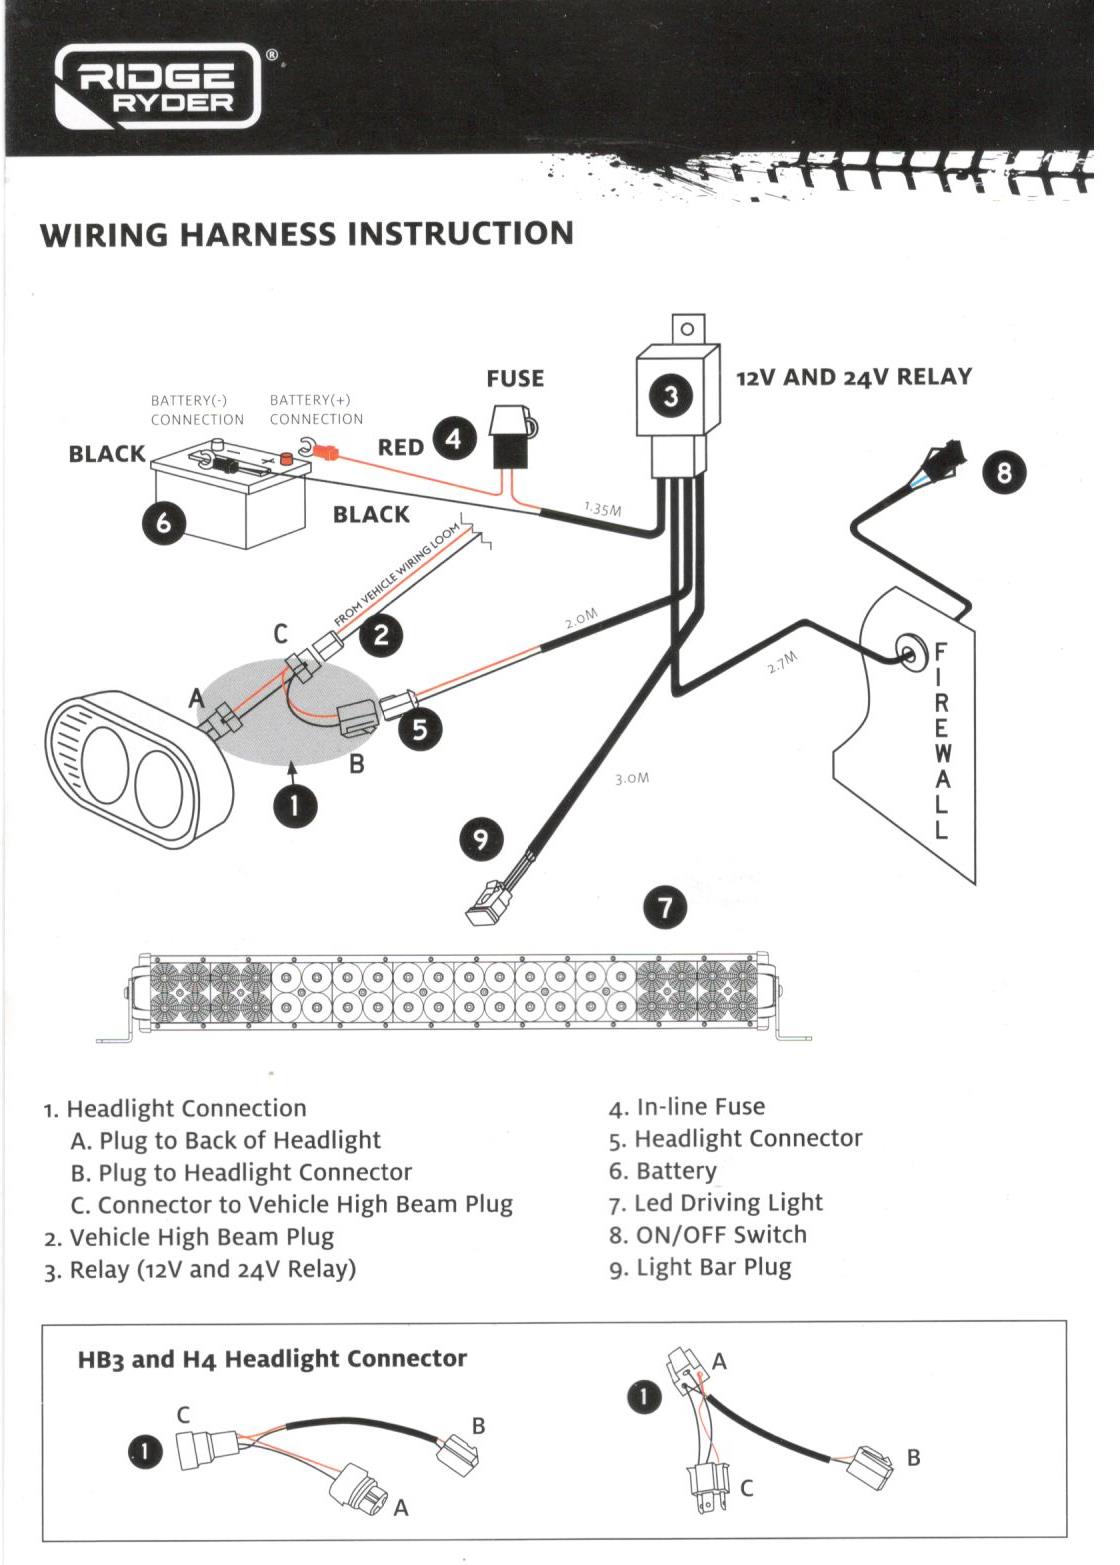 RIDGE
RYDER
®
WIRING HARNESS INSTRUCTION
FUSE
12V AND 24V RELAY
3
BATTERY(-)
CONNECTION
BATTERY(+)
CONNECTION
BLACK
RED
4
8
6
BLACK
1.35M
FROM VEHICLE WIRING LOOM
2
C
2.0M
A
5
B
1
2.7M
FIREWALL
3.0M
9
7
1. Headlight Connection
A. Plug to Back of Headlight
B. Plug to Headlight Connector
C. Connector to Vehicle High Beam Plug
2. Vehicle High Beam Plug
3. Relay (12V and 24V Relay)
4. In-line Fuse
5. Headlight Connector
6. Battery
7. Led Driving Light
8. ON/OFF Switch
9. Light Bar Plug
HB3 and H4 Headlight Connector
C
1
B
A
A
1
B
C